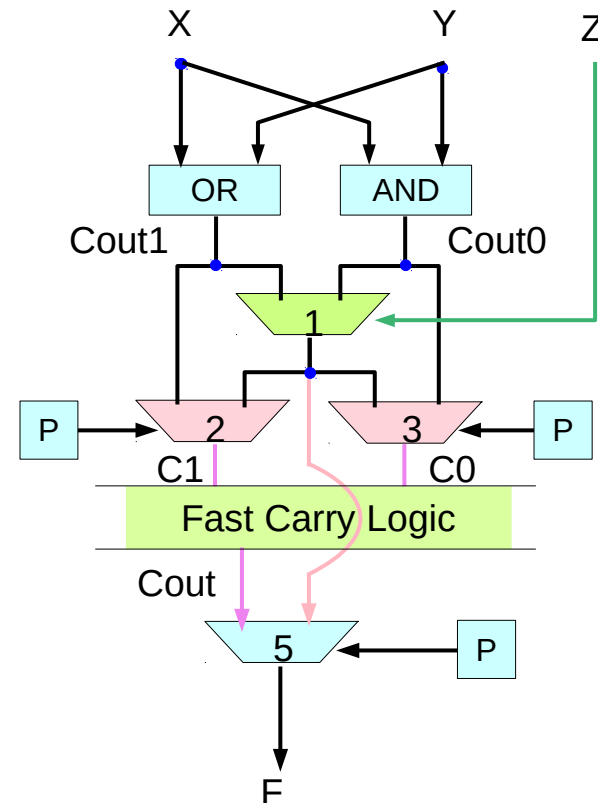 X Y Z
OR AND
Cout1 Cout0
1
P 2 3 P
C1 C0
Fast Carry Logic
Cout
5 P
F